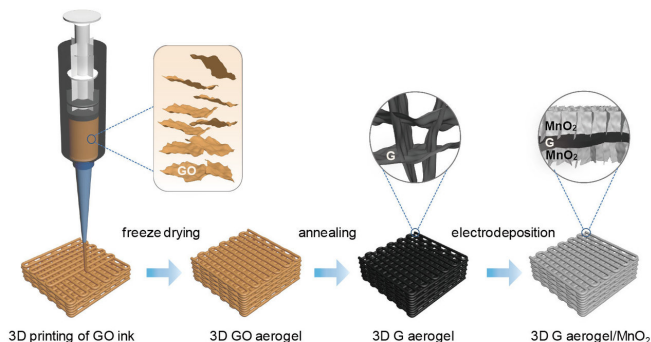 GO
G
MnO₂
G
MnO₂
freeze drying
annealing
electrodeposition
3D printing of GO ink
3D GO aerogel
3D G aerogel
3D G aerogel/MnO₂